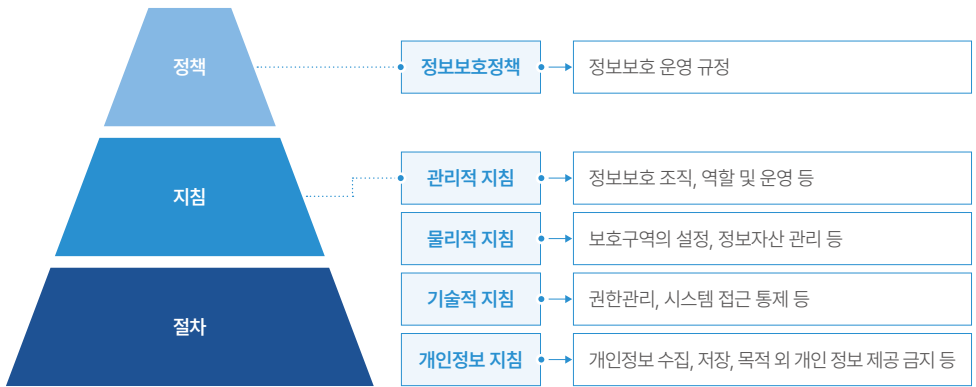 정책
정보보호정책
정보보호 운영 규정
지침
관리적 지침
정보보호 조직, 역할 및 운영 등
물리적 지침
보호구역의 설정, 정보자산 관리 등
기술적 지침
권한관리, 시스템 접근 통제 등
절차
개인정보 지침
개인정보 수집, 저장, 목적 외 개인 정보 제공 금지 등